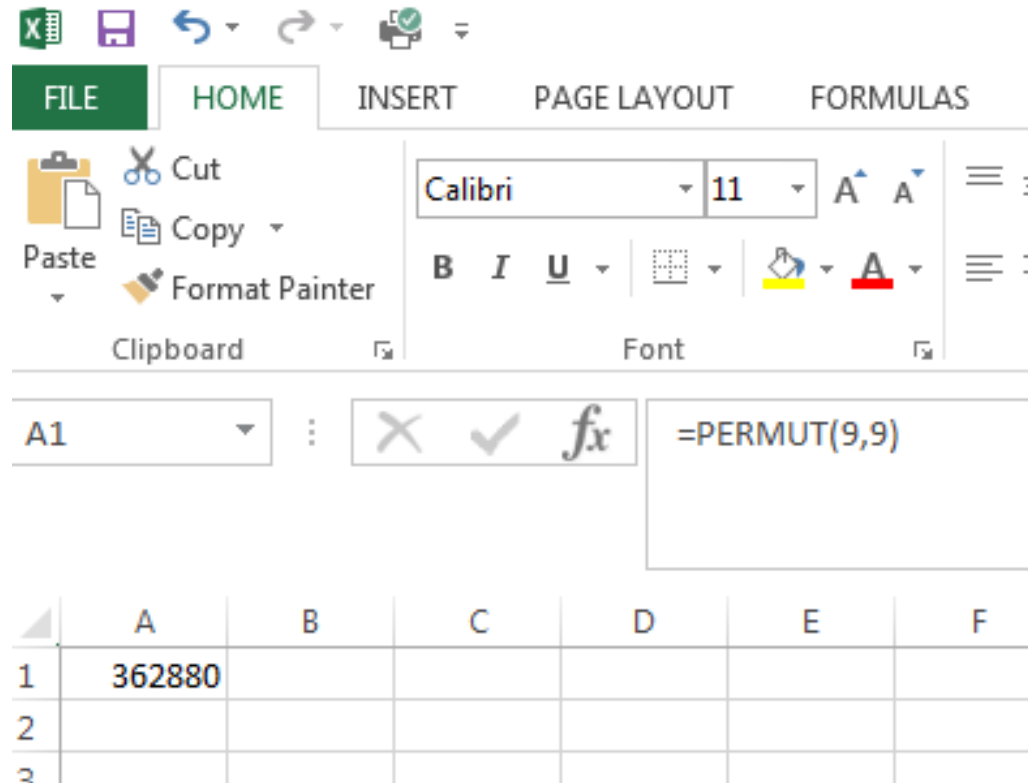 FILE HOME INSERT PAGE LAYOUT FORMULAS
Cut
Calibri 11
Copy
Paste
B I U A
Format Painter
Clipboard Font
A1 fx =PERMUT(9,9)
A B C D E F
1 362880
2
3